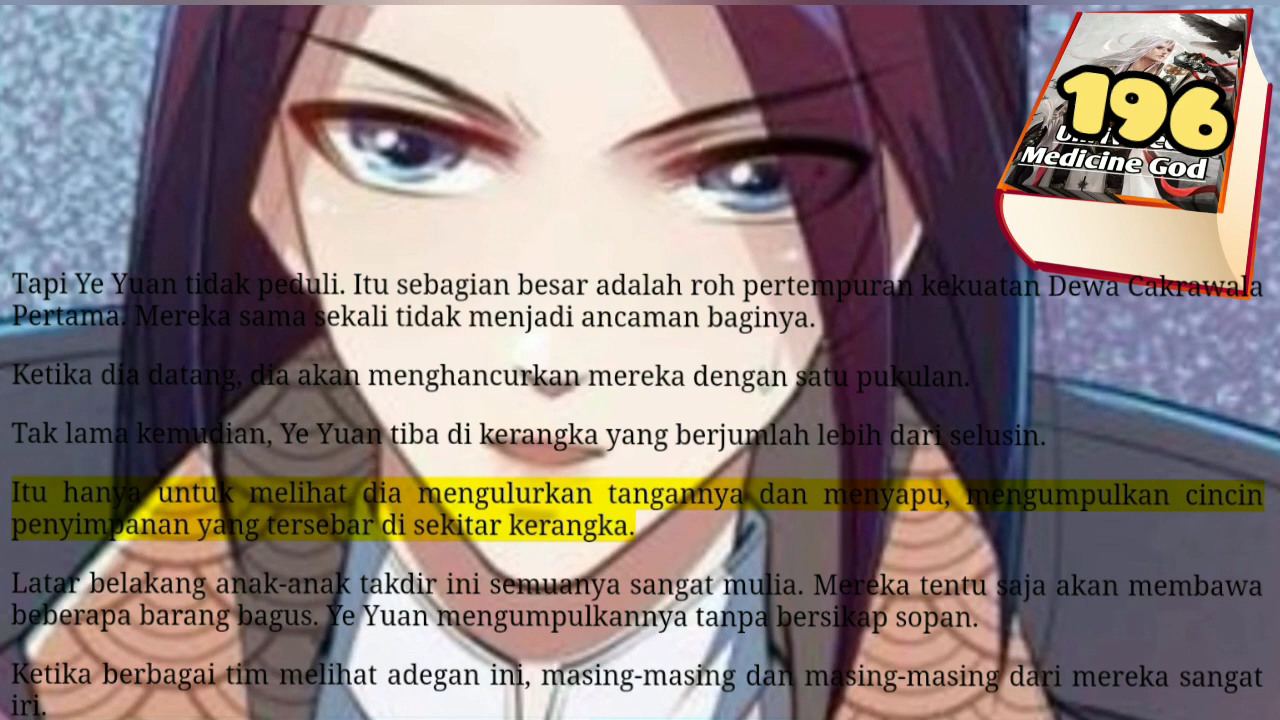 196
Medicine God
Tapi Ye Yuan tidak peduli. Itu sebagian besar adalah roh pertempuran kekuatan Dewa Cakrawala
Pertama. Mereka sama sekali tidak menjadi ancaman baginya.
Ketika dia datang, dia akan menghancurkan mereka dengan satu pukulan.
Tak lama kemudian, Ye Yuan tiba di kerangka yang berjumlah lebih dari selusin.
Itu hanya untuk melihat dia mengulurkan tangannya dan menyapu, mengumpulkan cincin
penyimpanan yang tersebar di sekitar kerangka.
Latar belakang anak-anak takdir ini semuanya sangat mulia. Mereka tentu saja akan membawa
beberapa barang bagus. Ye Yuan mengumpulkannya tanpa bersikap sopan.
Ketika berbagai tim melihat adegan ini, masing-masing dan masing-masing dari mereka sangat
iri.